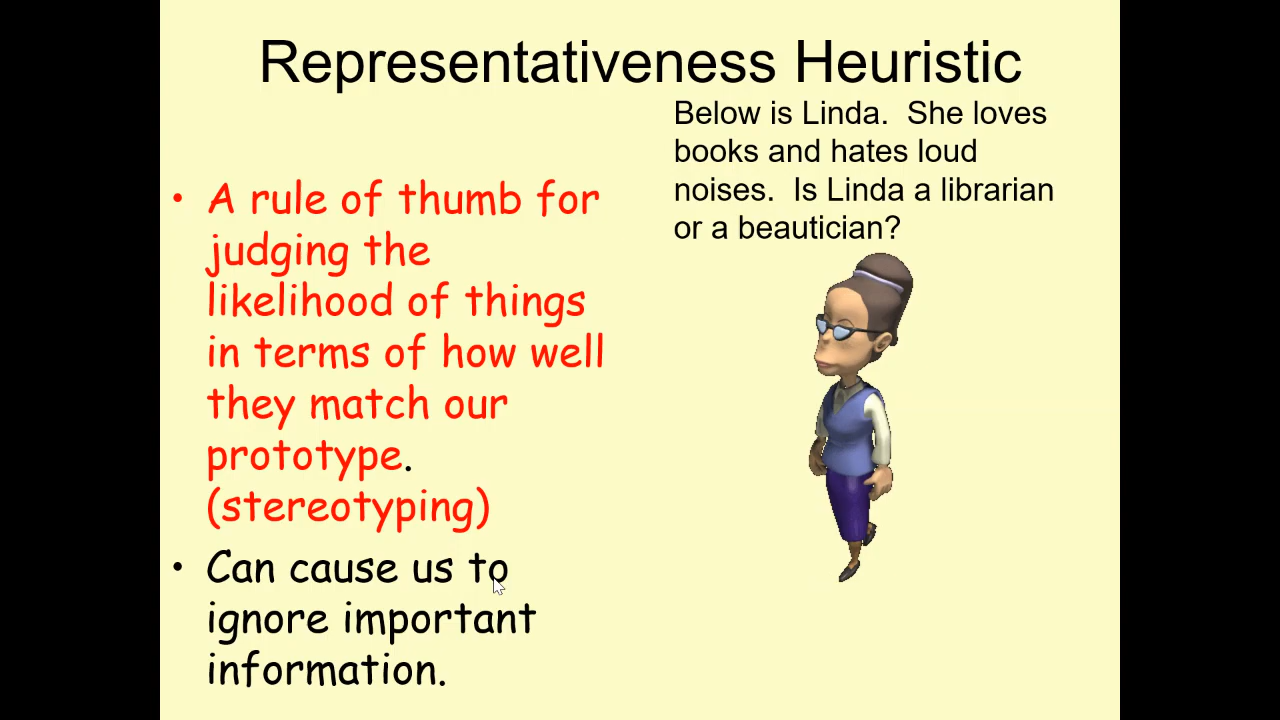 Representativeness Heuristic
Below is Linda. She loves
books and hates loud
noises. Is Linda a librarian
or a beautician?
• A rule of thumb for
judging the
likelihood of things
in terms of how well
they match our
prototype.
(stereotyping)
• Can cause us to
ignore important
information.